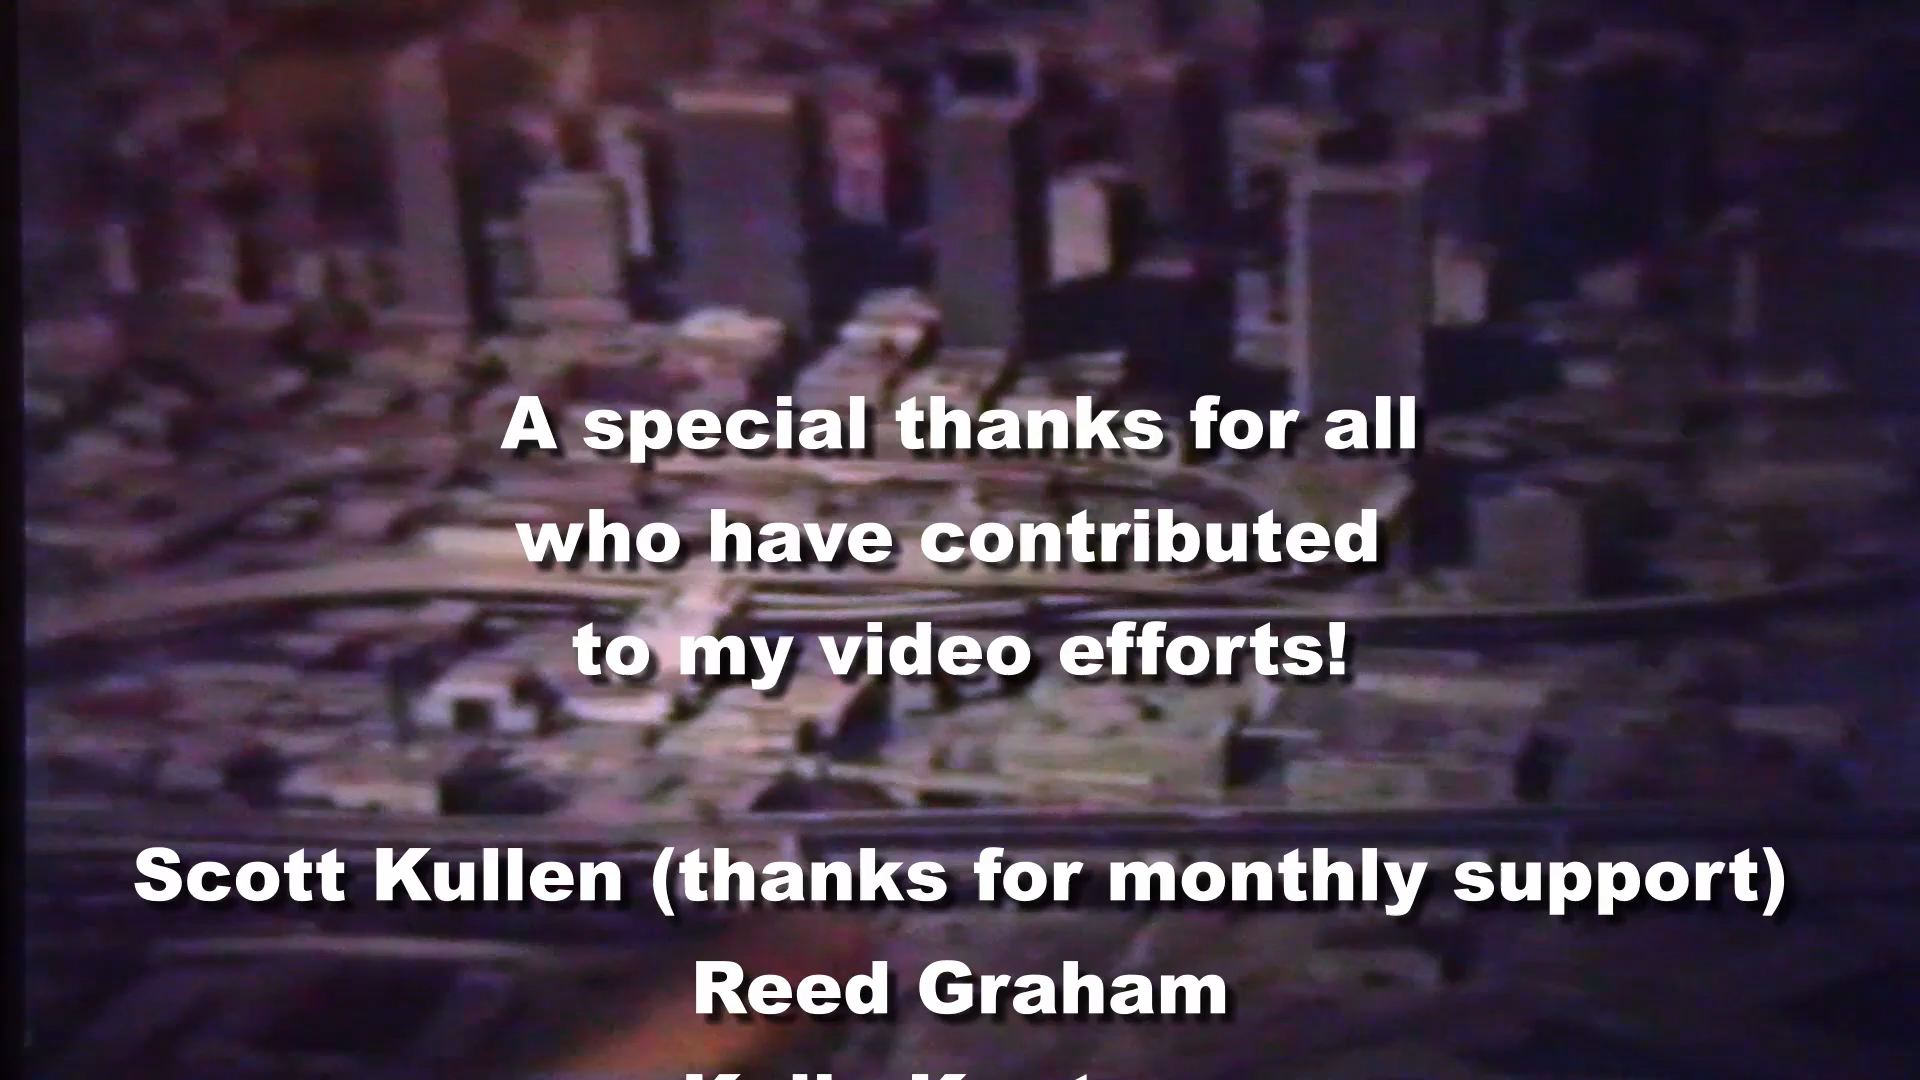 A special thanks for all
who have contributed
to my video efforts!
Scott Kullen (thanks for monthly support)
Reed Graham